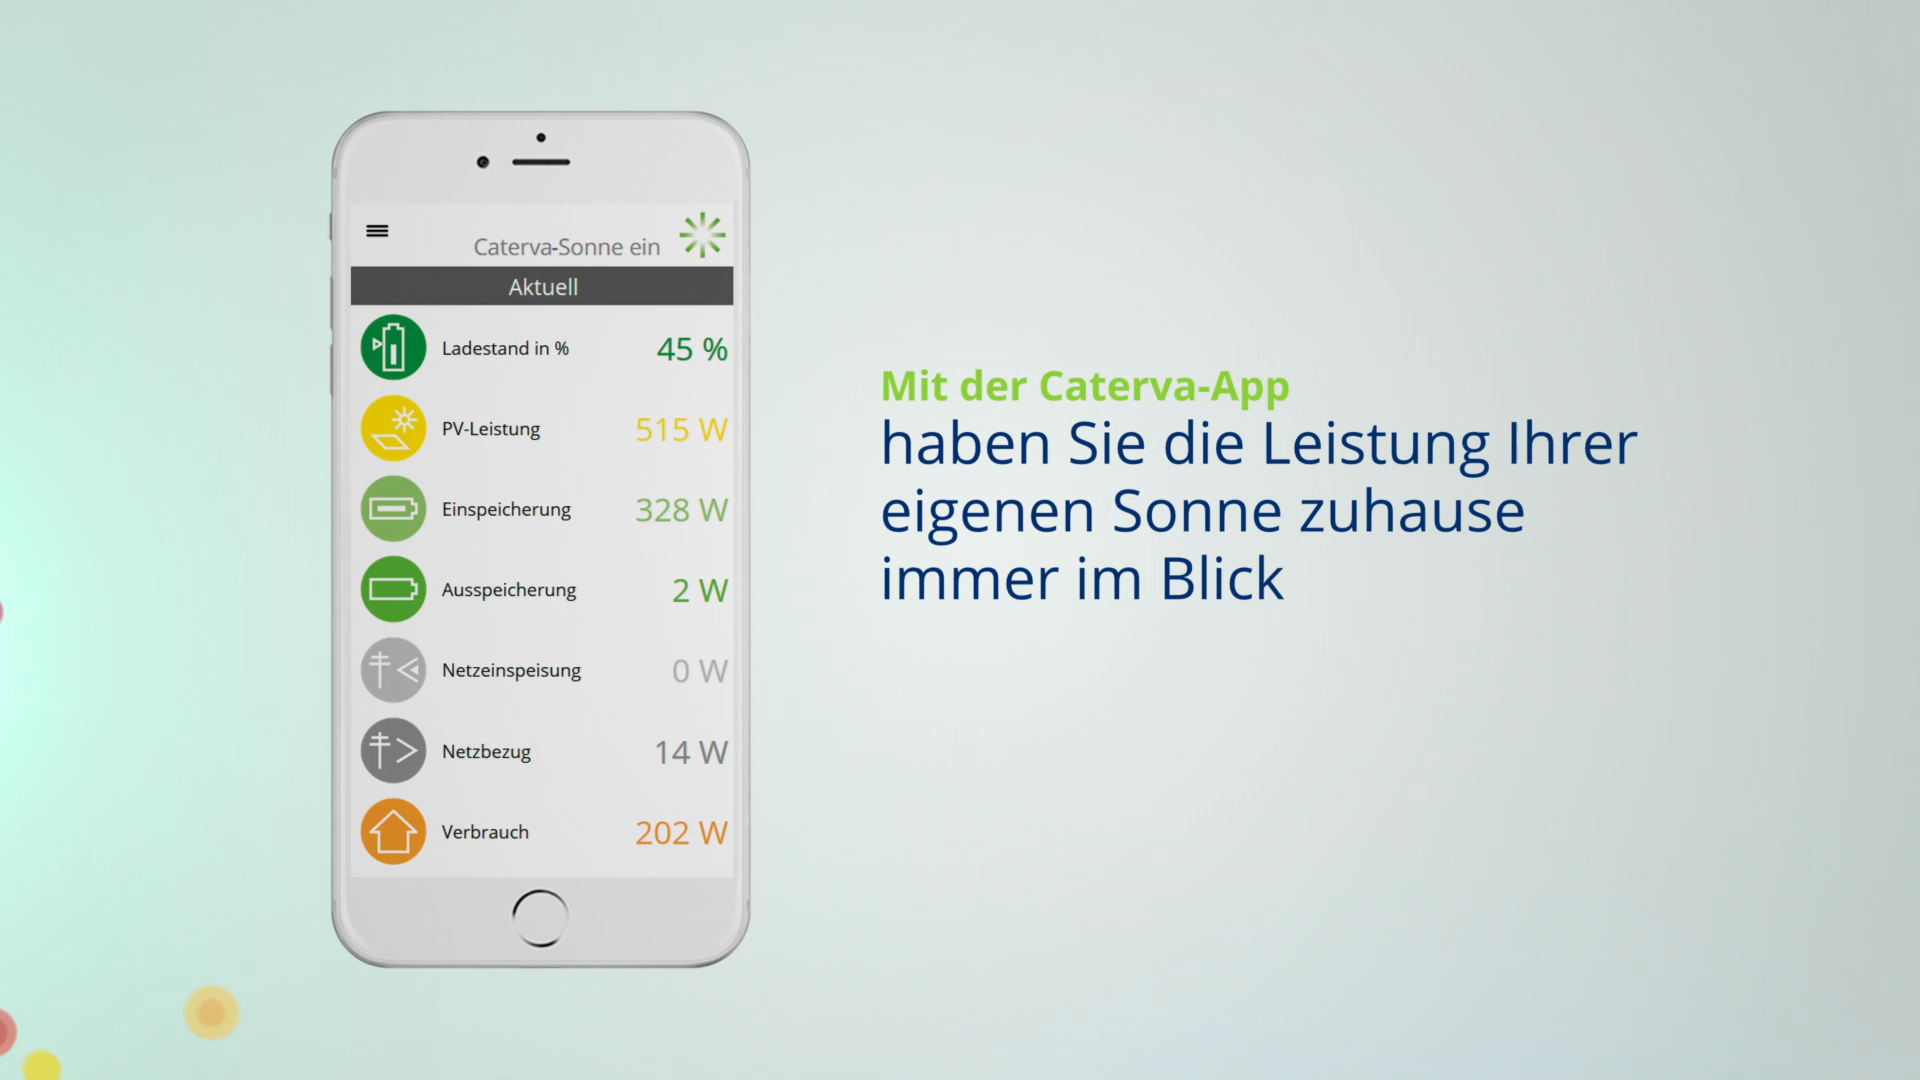 Caterva-Sonne ein
Aktuell
Ladestand in % 45 %
PV-Leistung 515 W
Einspeicherung 328 W
Ausspeicherung 2 W
Netzeinspeisung 0 W
Netzbezug 14 W
Verbrauch 202 W
Mit der Caterva-App
haben Sie die Leistung Ihrer
eigenen Sonne zuhause
immer im Blick